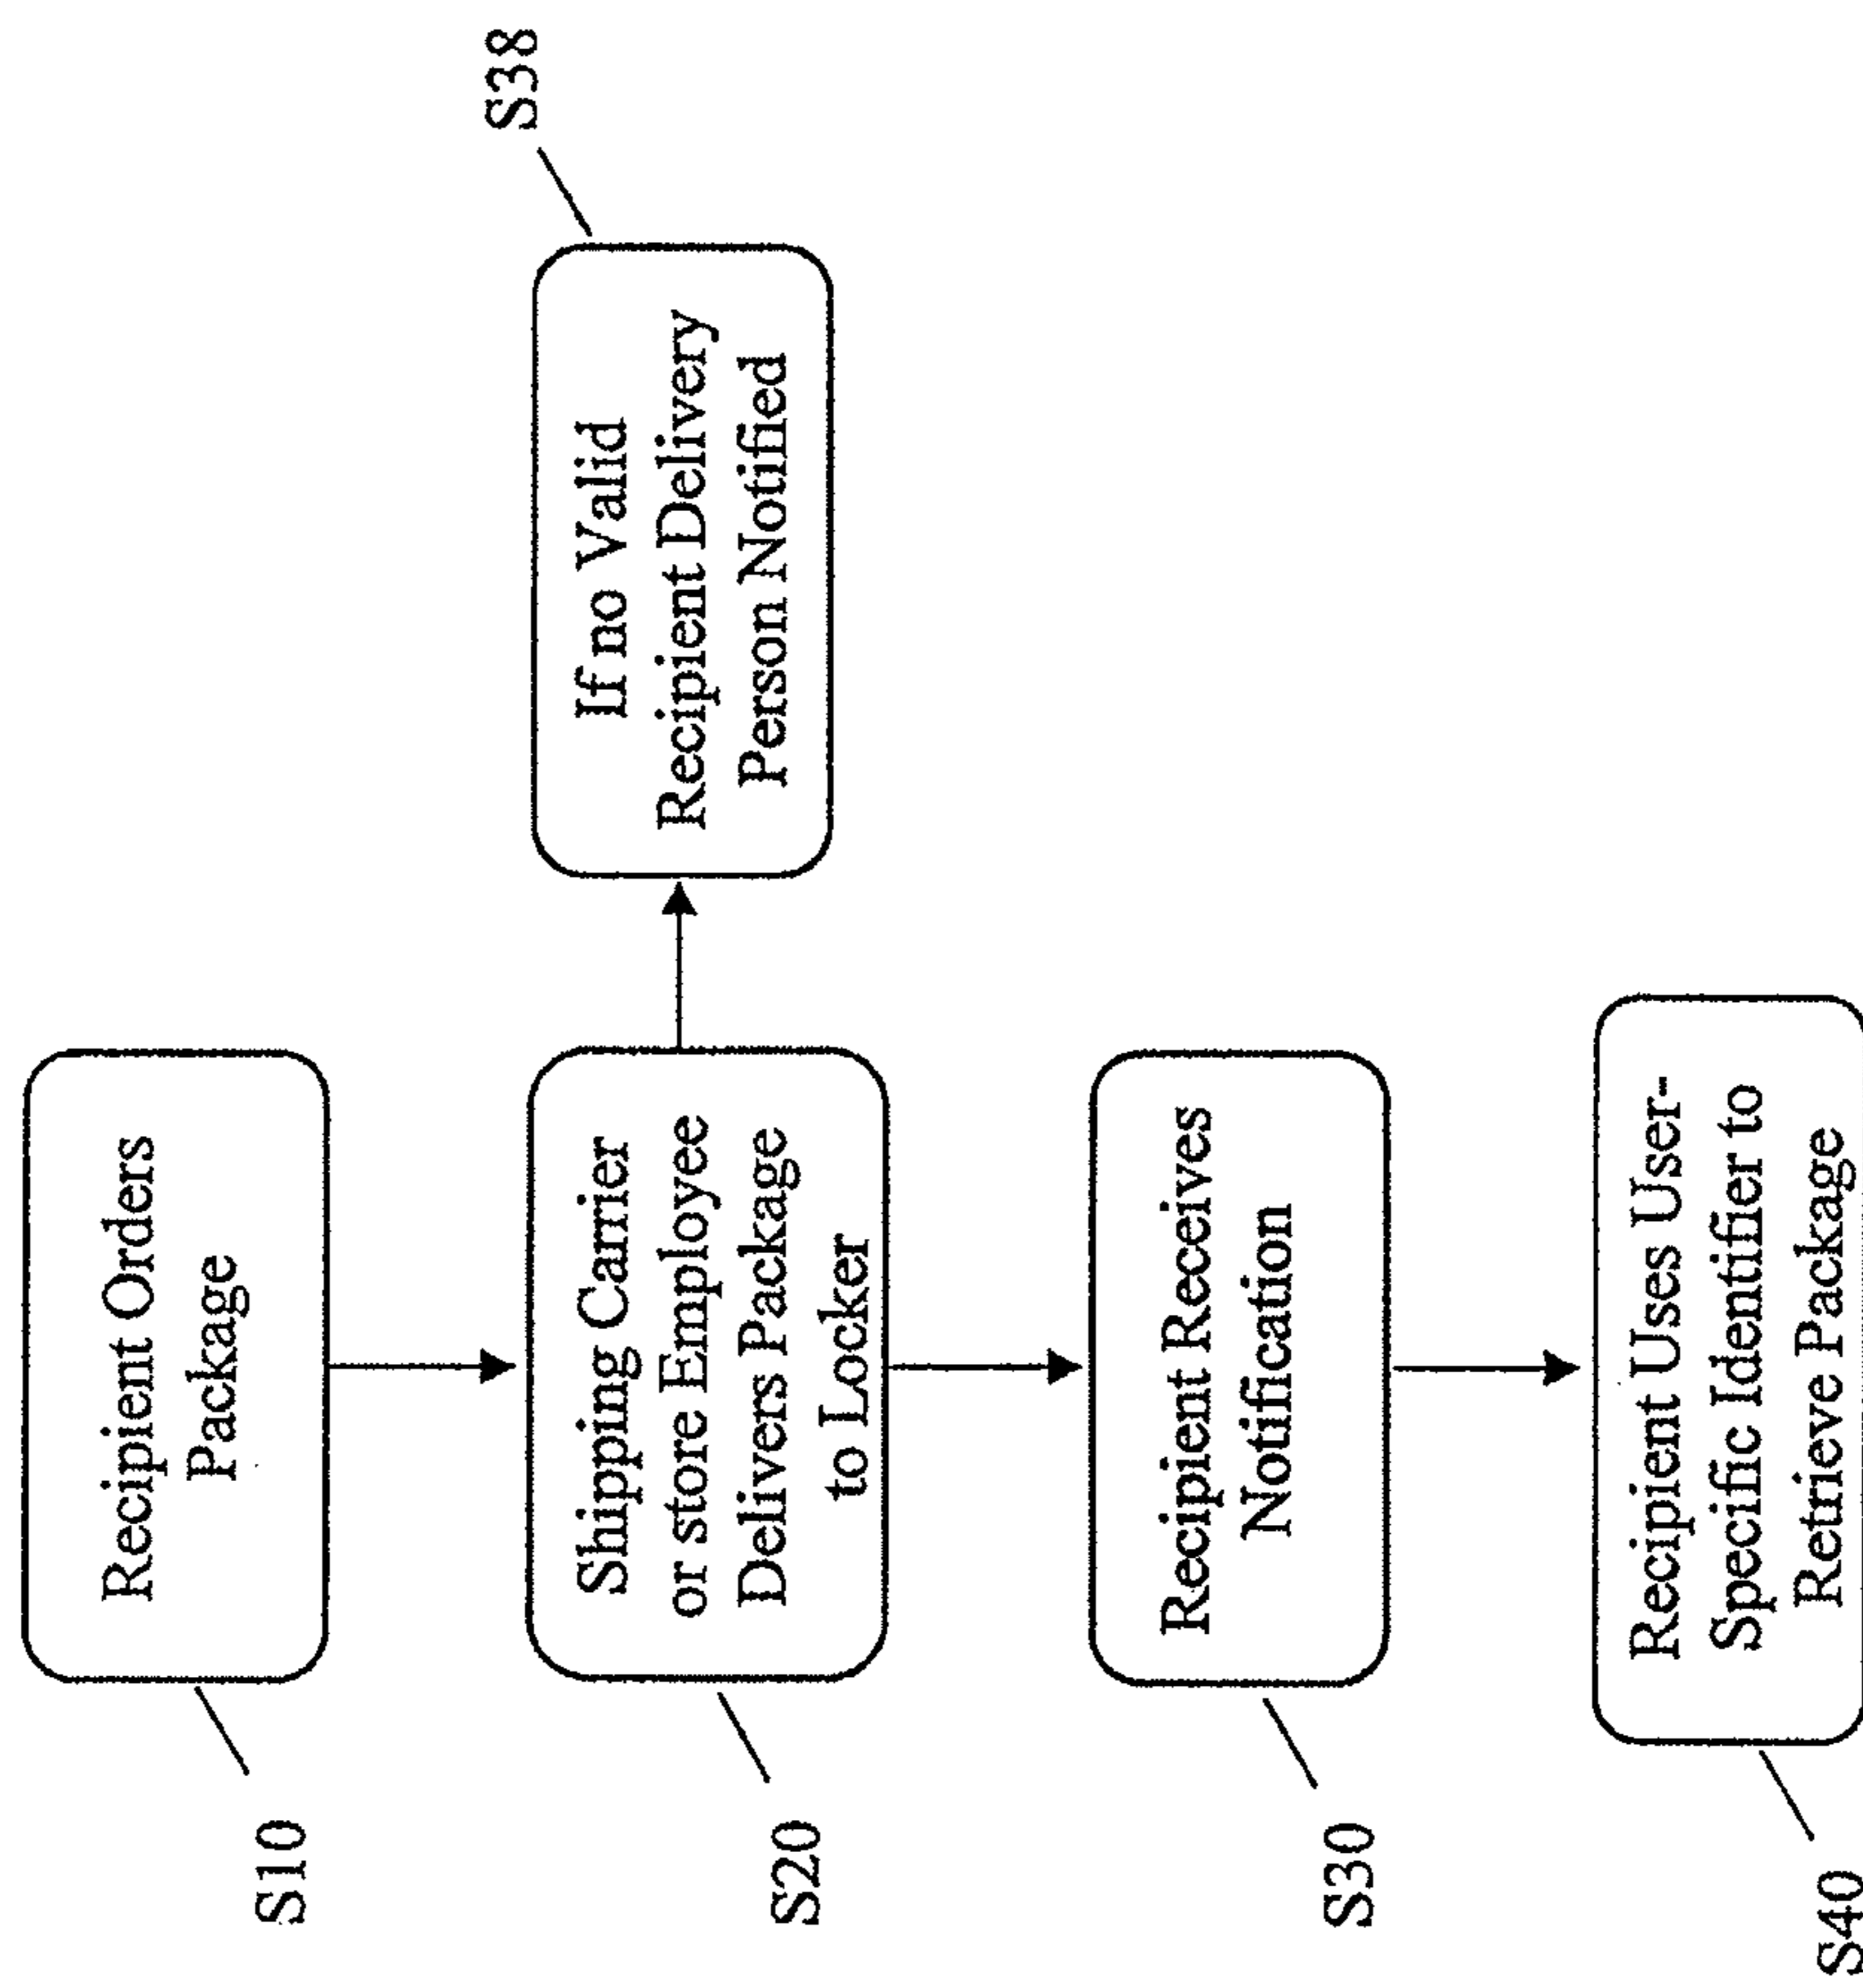 Recipient Orders
Package
S10
Shipping Carrier
or store Employee
Delivers Package
to Locker
S20
If no Valid
Recipient Delivery
Person Notified
S38
Recipient Receives
Notification
S30
Recipient Uses User-
Specific Identifier to
Retrieve Package
S40